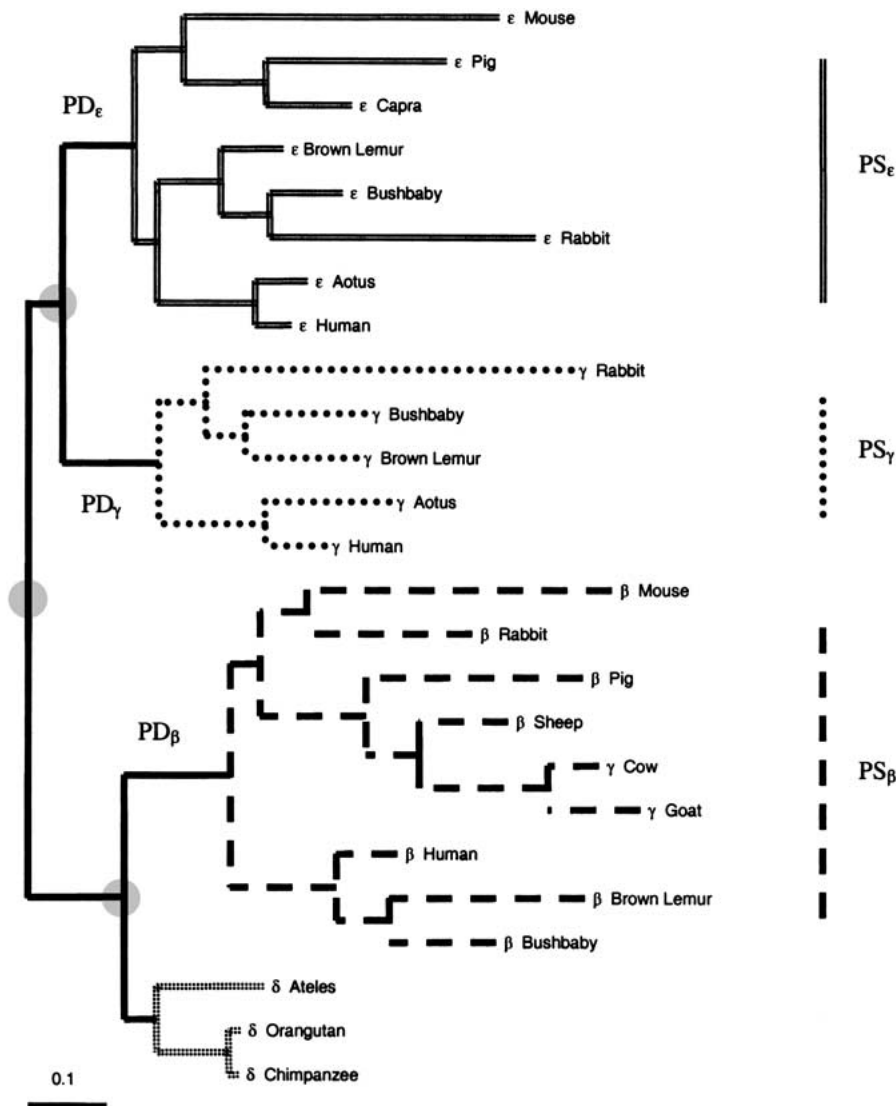 ε Mouse
ε Pig
PDε
ε Capra
ε Brown Lemur
PSε
ε Bushbaby
ε Rabbit
ε Aotus
ε Human
γ Rabbit
γ Bushbaby
PSγ
γ Brown Lemur
PDγ
γ Aotus
γ Human
β Mouse
β Rabbit
β Pig
PDβ
β Sheep
γ Cow
PSβ
γ Goat
β Human
β Brown Lemur
β Bushbaby
δ Ateles
δ Orangutan
δ Chimpanzee
0.1